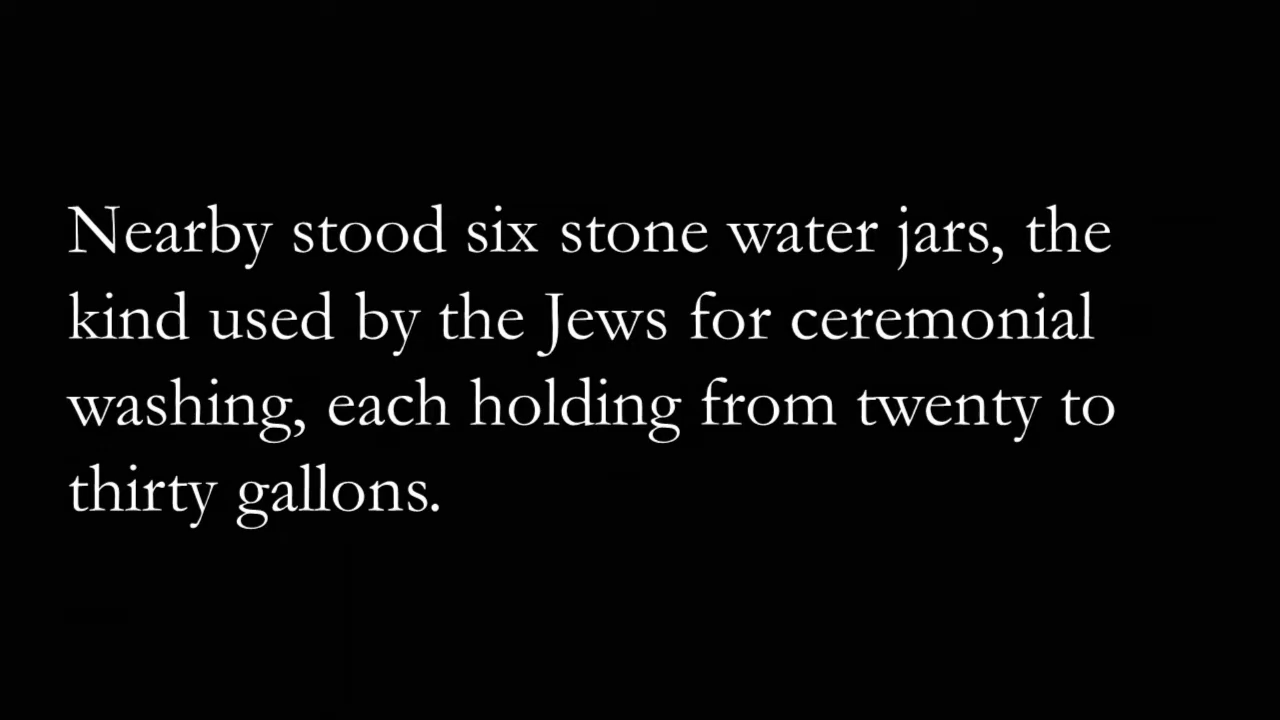 Nearby stood six stone water jars, the
kind used by the Jews for ceremonial
washing, each holding from twenty to
thirty gallons.